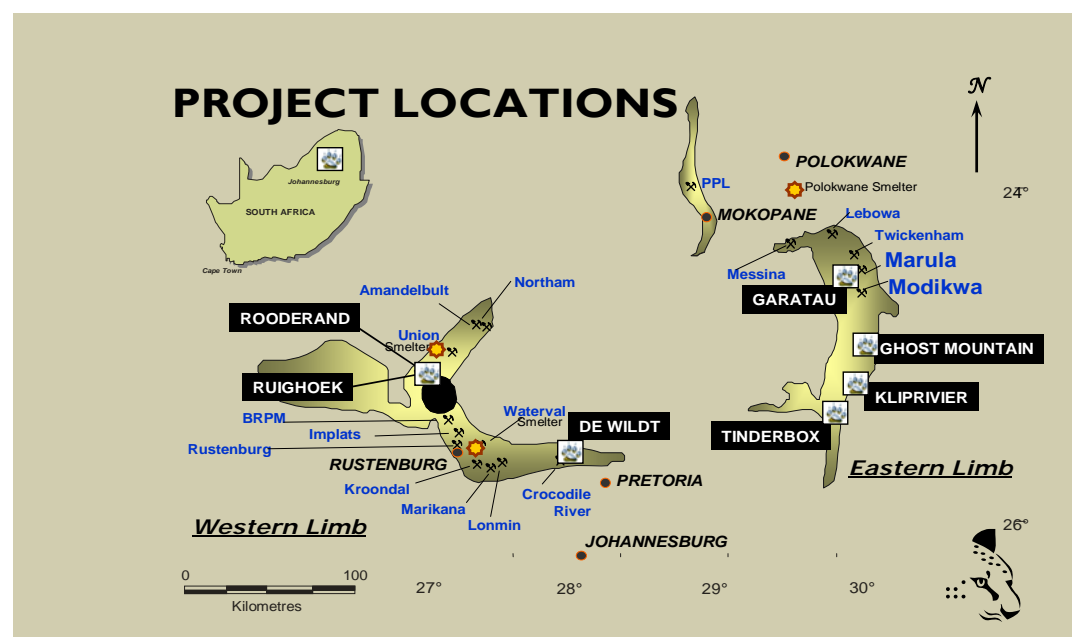 PROJECT LOCATIONS
N
POLOKWANE
Polokwane Smelter
24°
PPL
MOKOPANE
Johannesburg
SOUTH AFRICA
Cape Town
Lebowa
Twickenham
Messina
Marula
Modikwa
GARATAU
Northam
Amandelbult
ROODERAND
Union
Smelter
GHOST MOUNTAIN
RUIGHOEK
KLIPRIVIER
BRPM
Waterval
Smelter
DE WILDT
Implats
TINDERBOX
Rustenburg
RUSTENBURG
Eastern Limb
Kroondal
PRETORIA
Marikana
Crocodile
River
Lonmin
Western Limb
26°
JOHANNESBURG
0 100
Kilometres
27° 28° 29° 30°